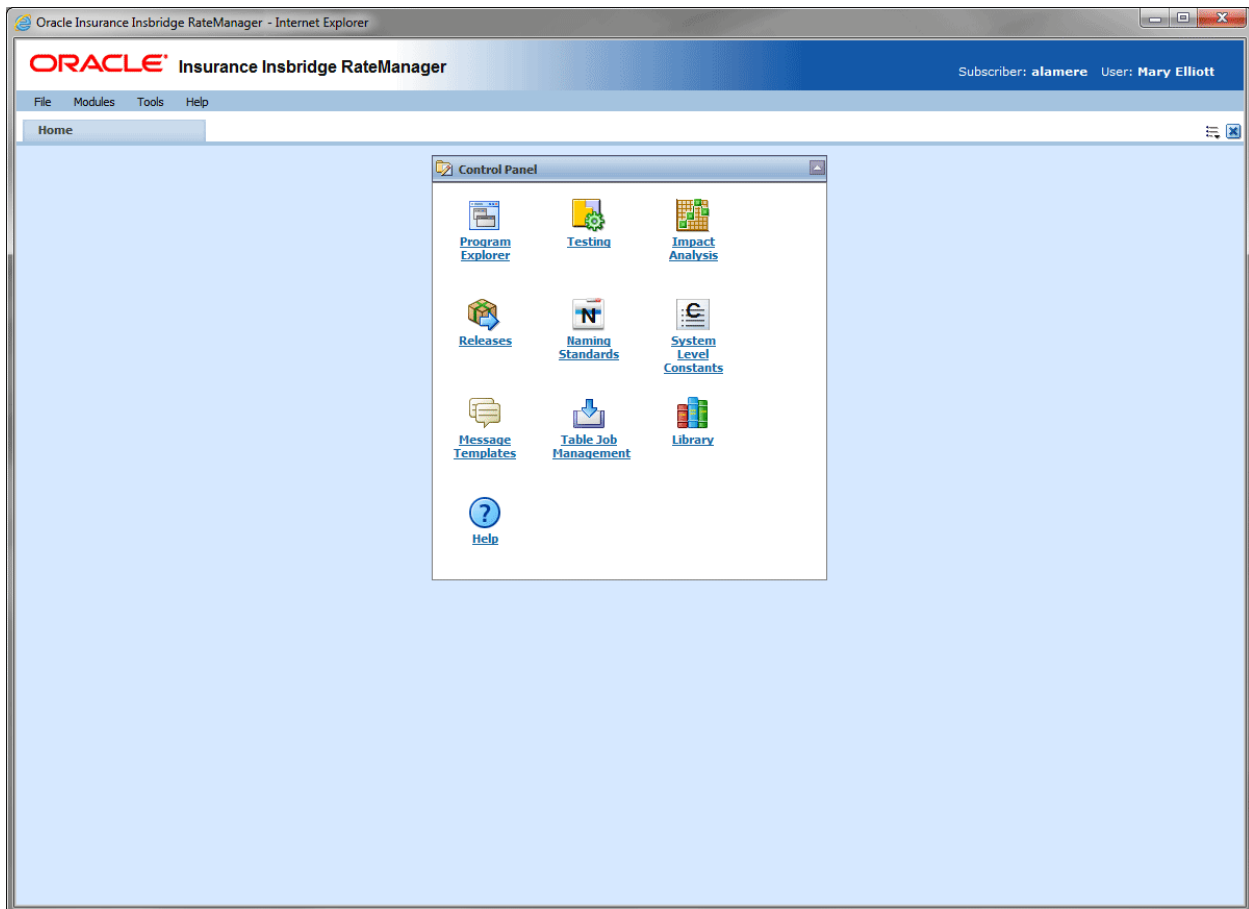 Oracle Insurance Insbridge RateManager - Internet Explorer
ORACLE Insurance Insbridge RateManager
Subscriber: alamere User: Mary Elliott
File Modules Tools Help
Home
Control Panel
Program
Explorer
Testing
Impact
Analysis
Releases
Naming
Standards
System
Level
Constants
Message
Templates
Table Job
Management
Library
Help